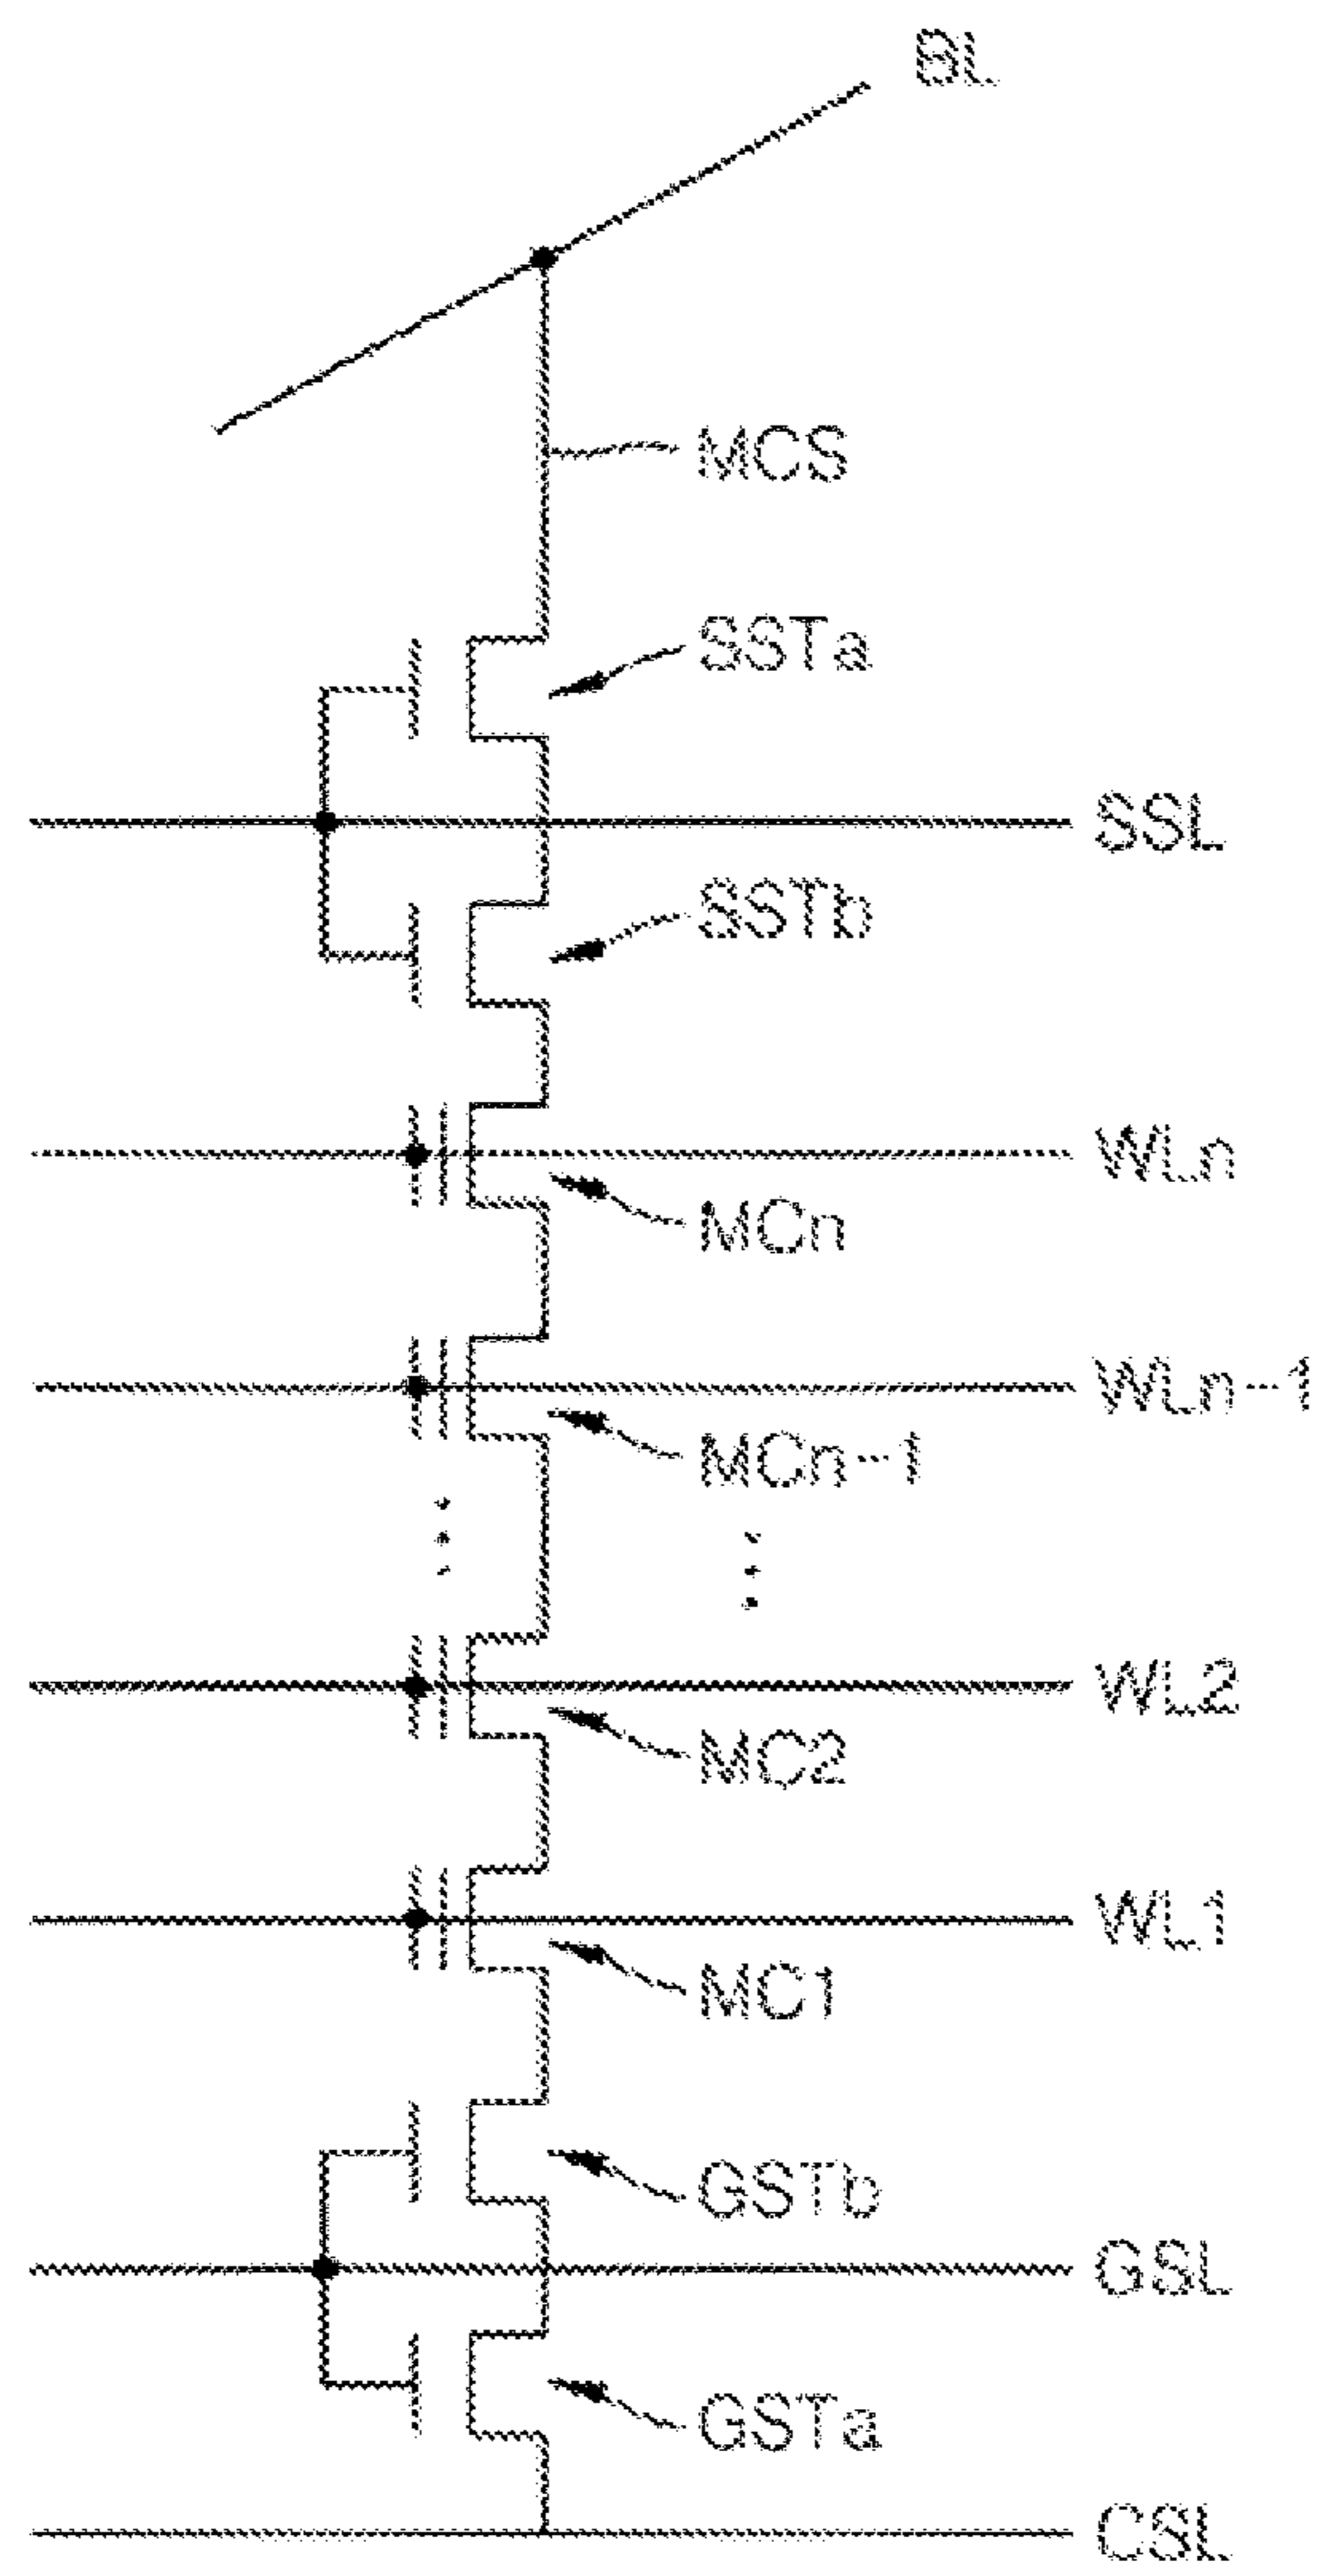 BL
MCS
SSTa
SSL
SSTb
WLn
MCn
WLn-1
MCn-1
WL2
MC2
WL1
MC1
GSTb
GSL
GSTa
CSL